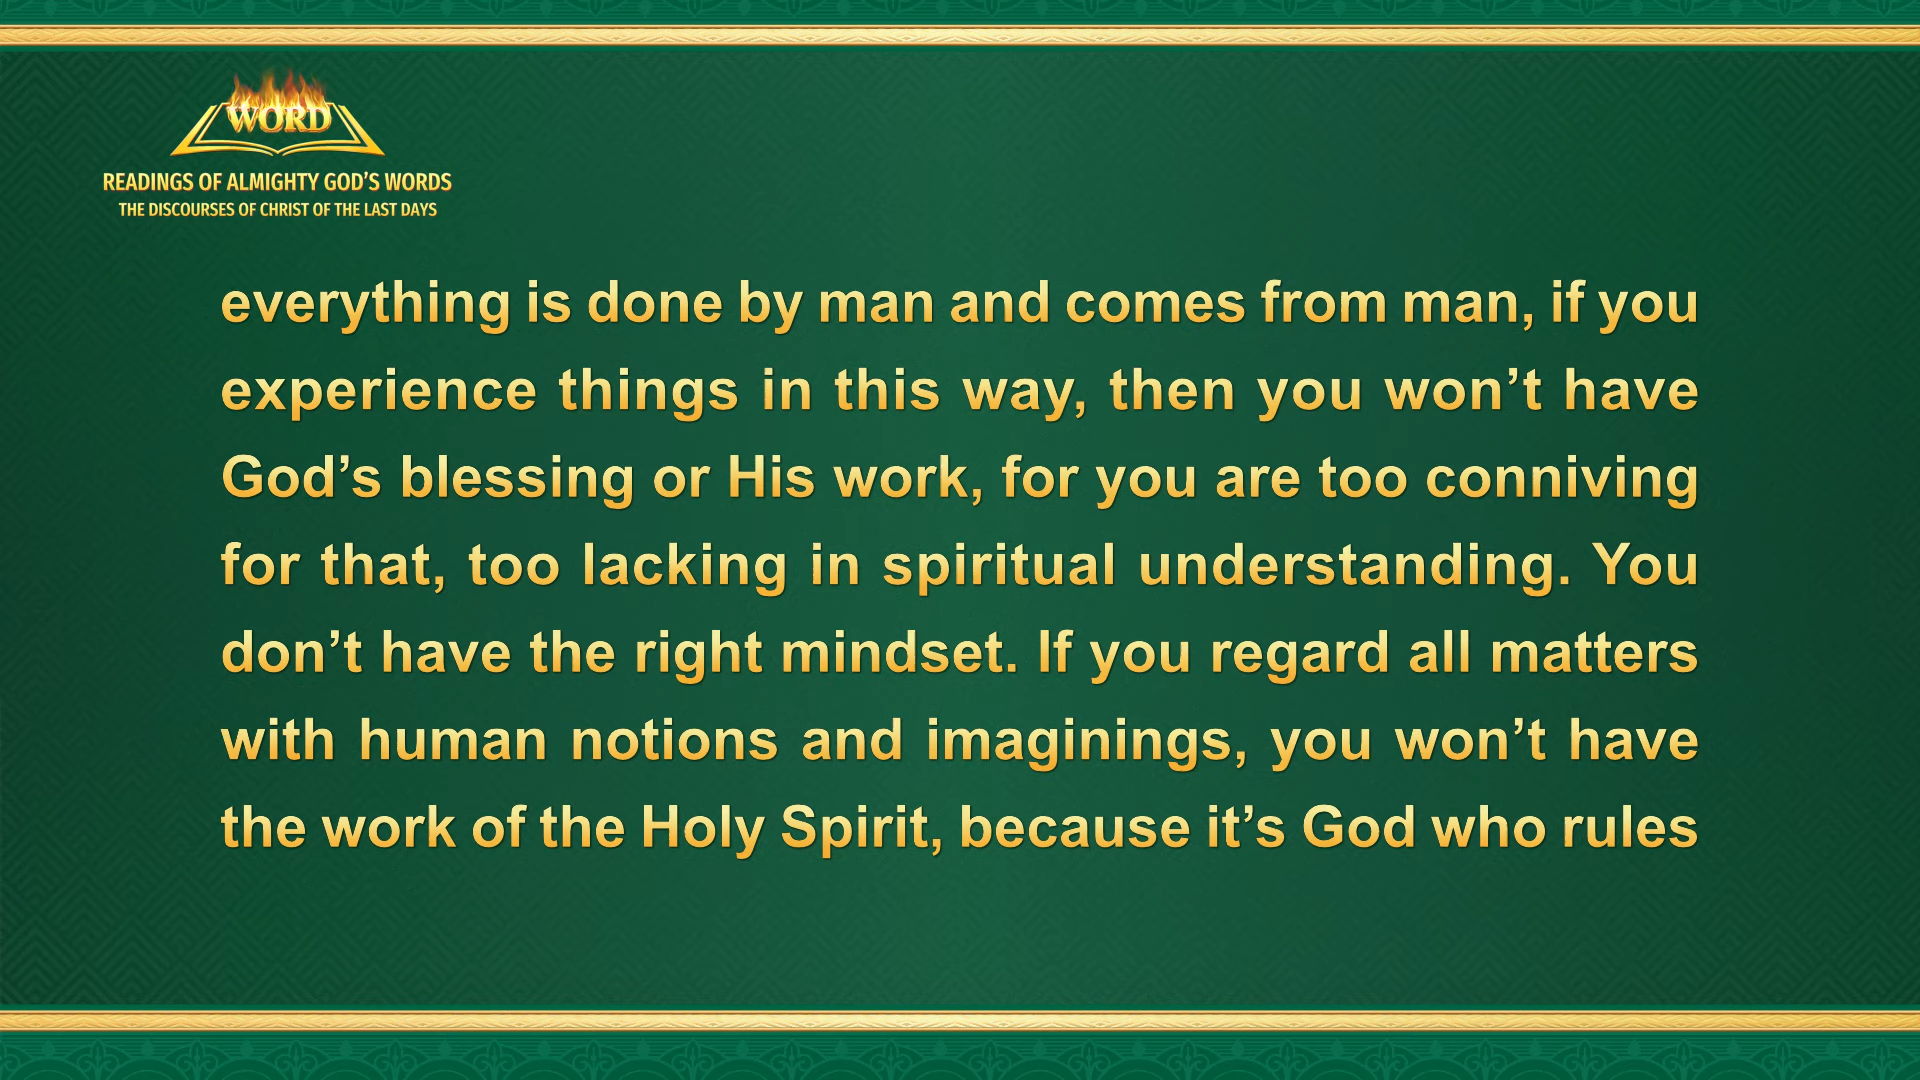 WORD
READINGS OF ALMIGHTY GOD'S WORDS
THE DISCOURSES OF CHRIST OF THE LAST DAYS
everything is done by man and comes from man, if you
experience things in this way, then you won’t have
God’s blessing or His work, for you are too conniving
for that, too lacking in spiritual understanding. You
don’t have the right mindset. If you regard all matters
with human notions and imaginings, you won’t have
the work of the Holy Spirit, because it’s God who rules